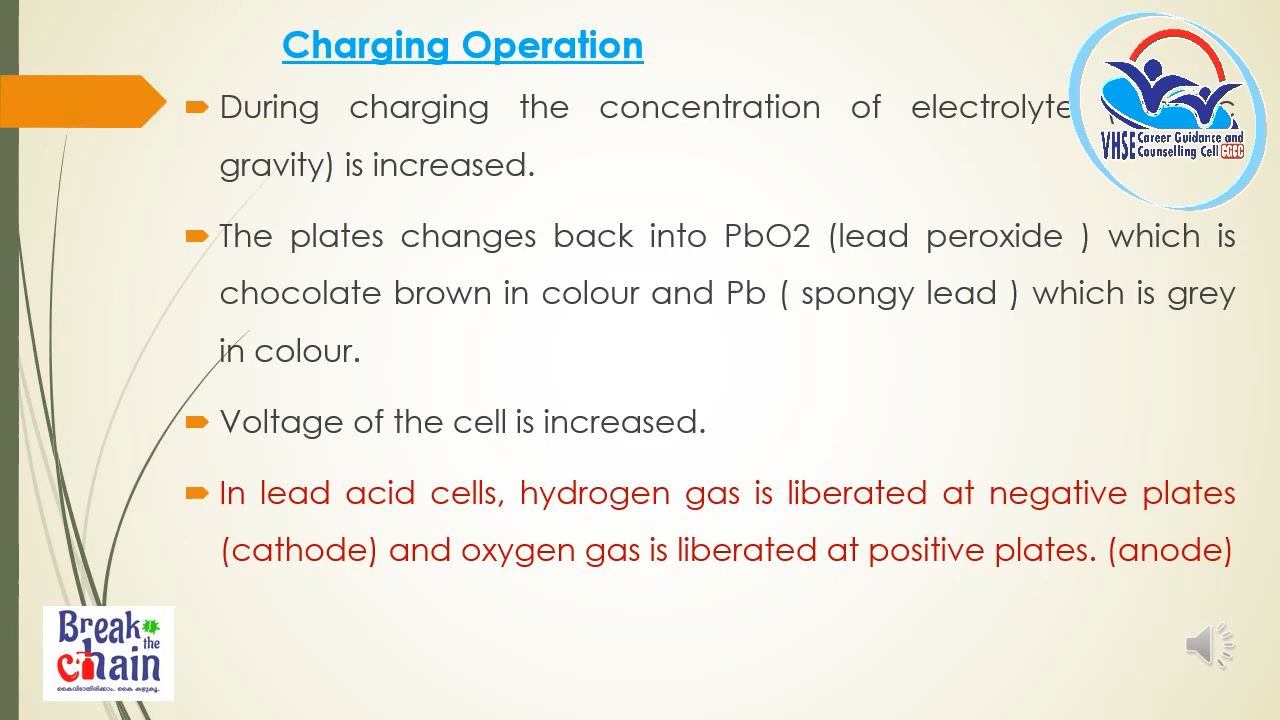 Charging Operation
During charging the concentration of electrolyte
gravity) is increased.
The plates changes back into PbO2 (lead peroxide ) which is
chocolate brown in colour and Pb ( spongy lead ) which is grey
in colour.
Voltage of the cell is increased.
In lead acid cells, hydrogen gas is liberated at negative plates
(cathode) and oxygen gas is liberated at positive plates. (anode)
VHSE Career Guidance and
Counselling Cell CGCC
Break
the
chain
കൈവിടാതിരിക്കാം.. കൈ കഴുകൂ..